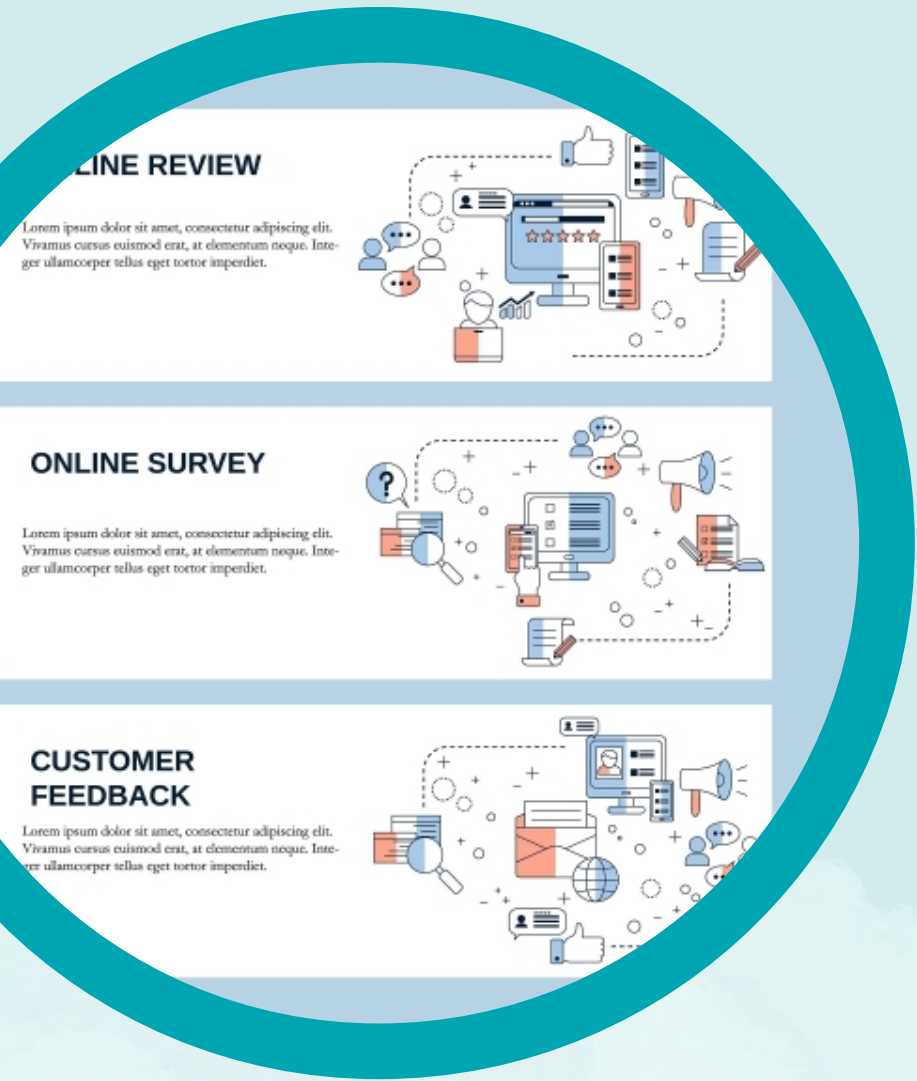 LINE REVIEW
Lorem ipsum dolor sit amet, consectetur adipiscing elit.
Vivamus cursus euismod erat, at elementum neque. Inte-
ger ullamcorper tellus eget tortor imperdiet.
ONLINE SURVEY
Lorem ipsum dolor sit amet, consectetur adipiscing elit.
Vivamus cursus euismod erat, at elementum neque. Inte-
ger ullamcorper tellus eget tortor imperdiet.
?
CUSTOMER
FEEDBACK
Lorem ipsum dolor sit amet, consectetur adipiscing elit.
Vivamus cursus euismod erat, at elementum neque. Inte-
ger ullamcorper tellus eget tortor imperdiet.